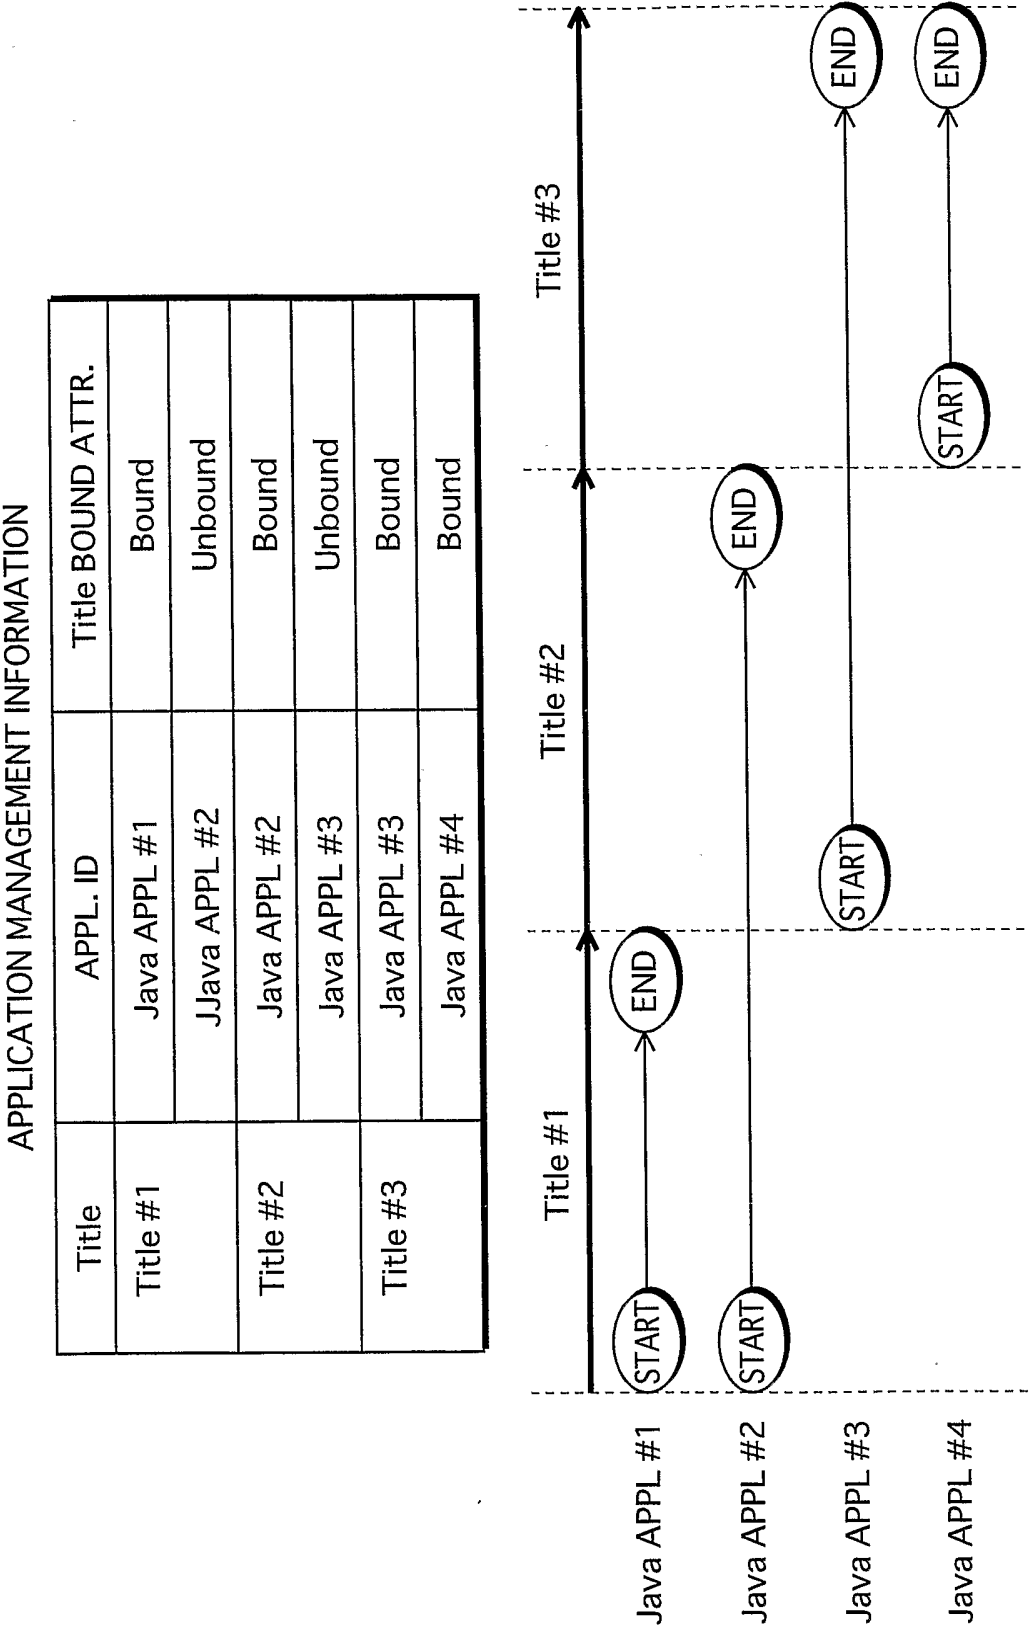 APPLICATION MANAGEMENT INFORMATION
Title APPL. ID Title BOUND ATTR.
Title #1 Java APPL #1 Bound
JJava APPL #2 Unbound
Title #2 Java APPL #2 Bound
Java APPL #3 Unbound
Title #3 Java APPL #3 Bound
Java APPL #4 Bound
Title #1 Title #2 Title #3
Java APPL #1 START END
Java APPL #2 START END
Java APPL #3 START END
Java APPL #4 START END